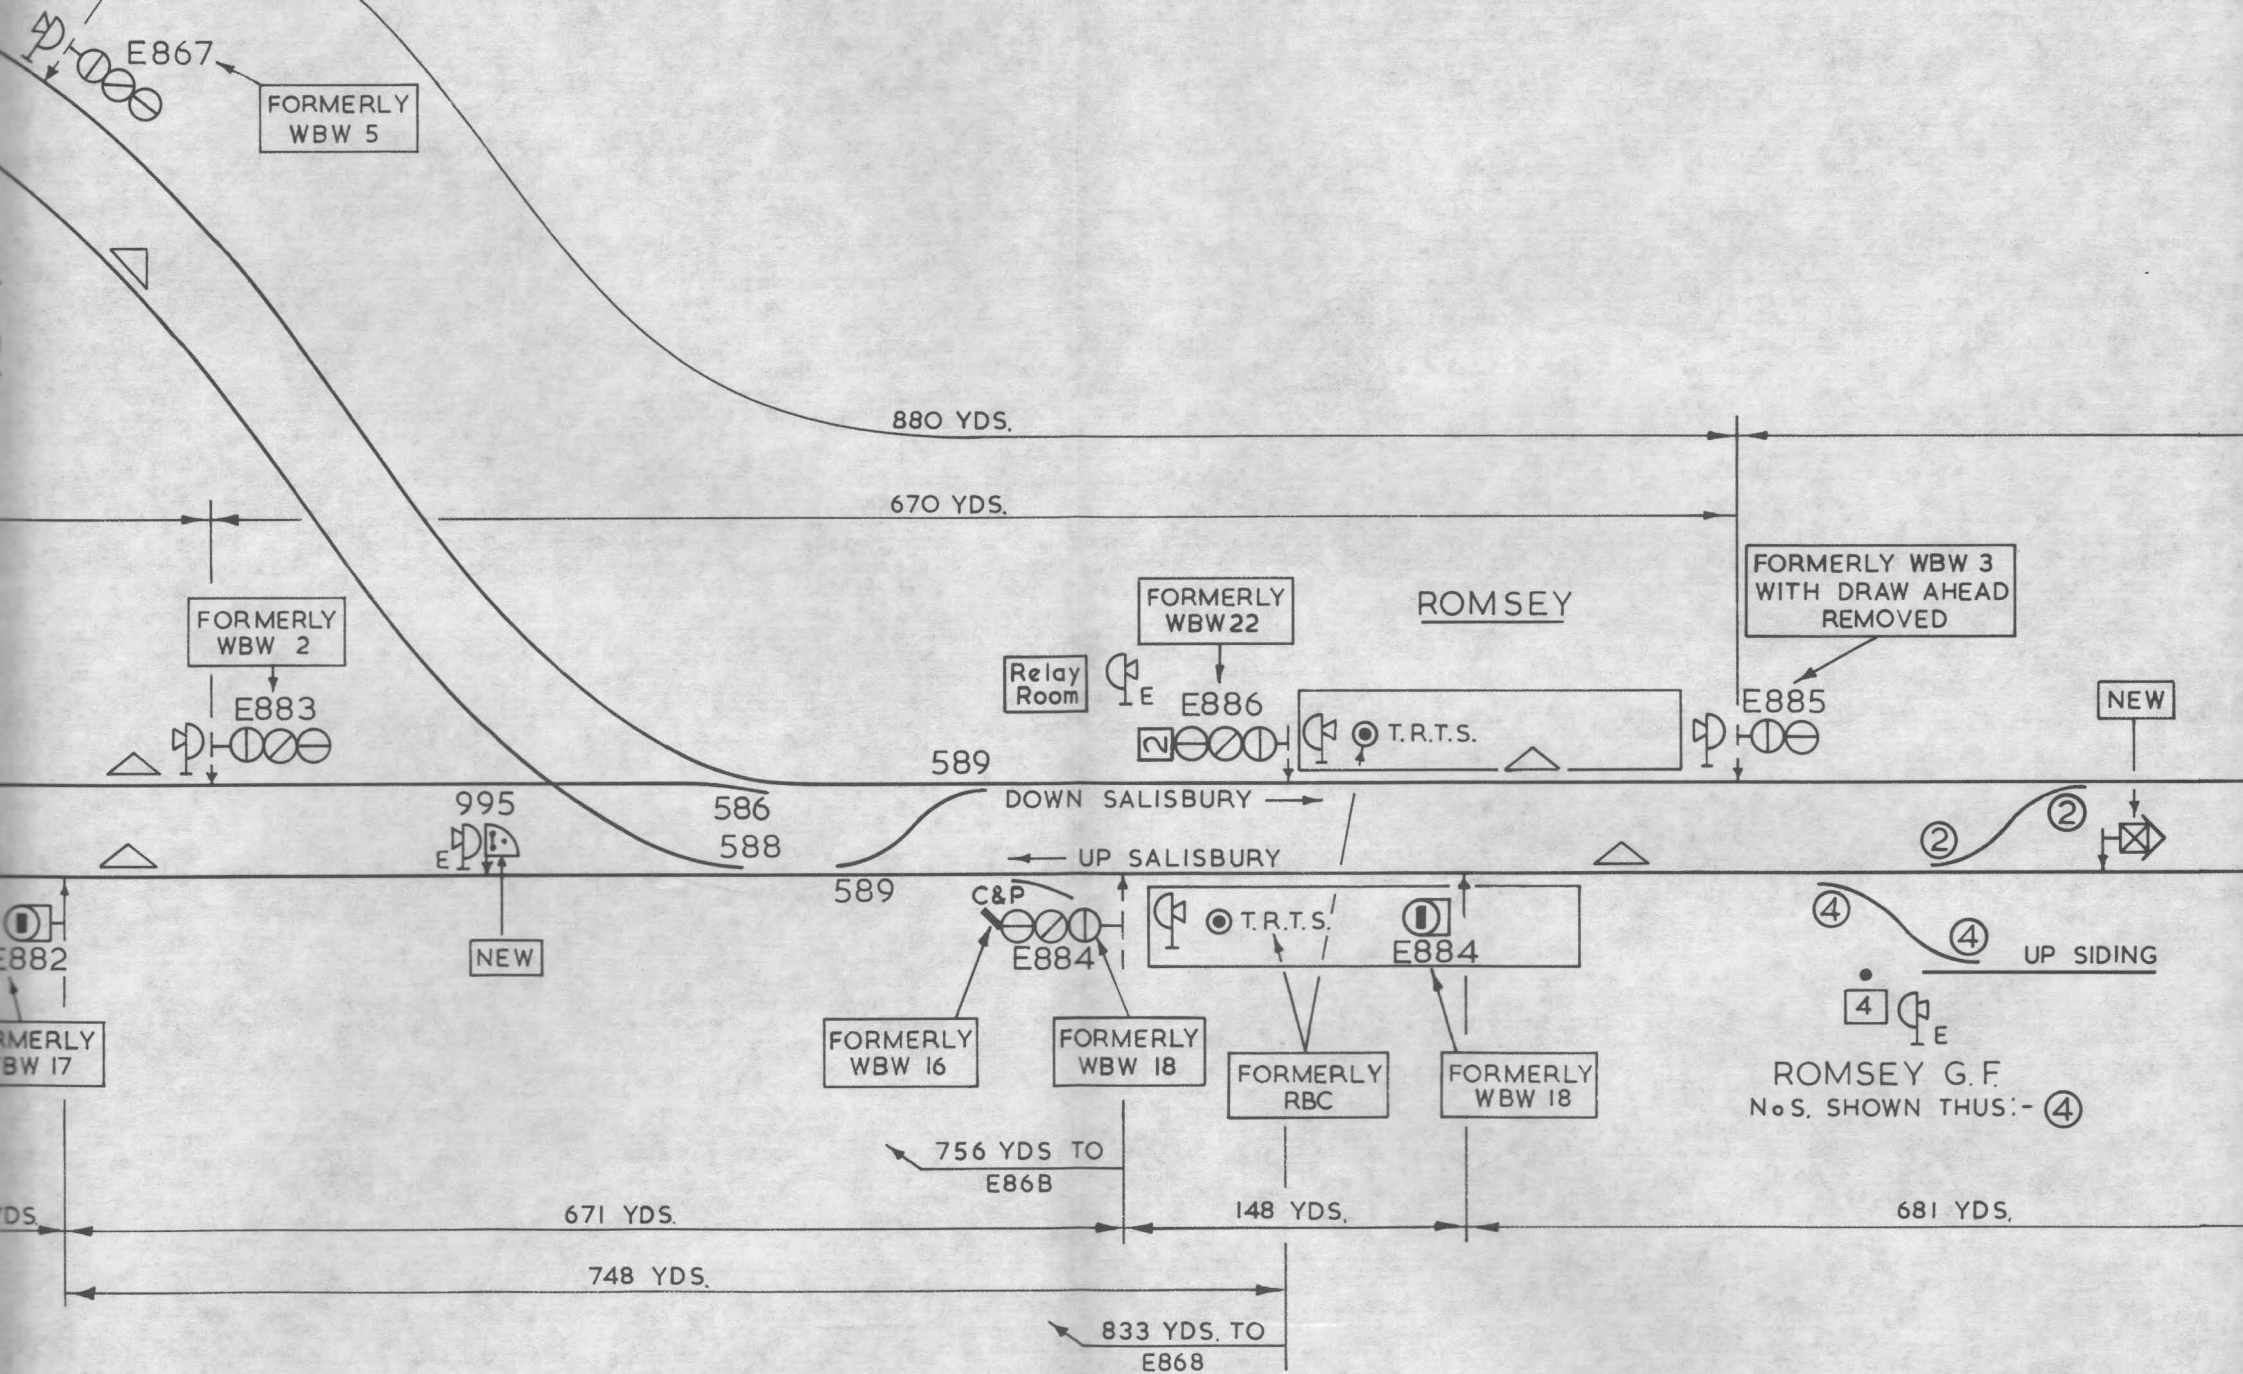 E867
FORMERLY
WBW 5
880 YDS.
670 YDS.
FORMERLY
WBW 2
E883
FORMERLY
WBW 22
ROMSEY
FORMERLY WBW 3
WITH DRAW AHEAD
REMOVED
Relay
Room
E
E886
2
T.R.T.S.
E885
NEW
995
E
586
588
589
DOWN SALISBURY
UP SALISBURY
589
2
2
C&P
E884
T.R.T.S.
E884
4
4
UP SIDING
E882
NEW
4
E
RMERLY
BW 17
FORMERLY
WBW 16
FORMERLY
WBW 18
FORMERLY
RBC
FORMERLY
WBW 18
ROMSEY G.F.
NoS. SHOWN THUS:- 4
756 YDS TO
E86B
YDS.
671 YDS.
148 YDS.
681 YDS.
748 YDS.
833 YDS. TO
E868